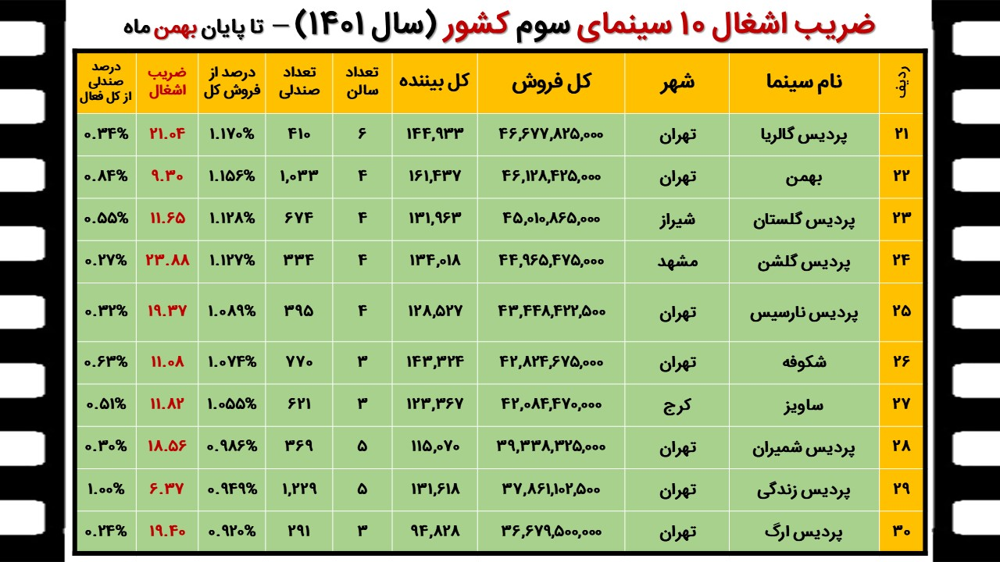 ضریب اشغال ۱۰ سینمای سوم کشور (سال ۱۴۰۱) – تا پایان بهمن ماه
ردیف نام سینما شهر کل فروش کل بیننده تعداد سالن تعداد صندلی درصد از فروش کل ضریب اشغال درصد صندلی از کل فعال
۲۱ پردیس گالریا تهران ۴۶,۶۷۷,۸۲۵,۰۰۰ ۱۴۴,۹۳۳ ۶ ۴۱۰ ۱.۱۷۰% ۲۱.۰۴ ۰.۳۴%
۲۲ بهمن تهران ۴۶,۱۲۸,۴۲۵,۰۰۰ ۱۶۱,۴۳۷ ۴ ۱,۰۳۳ ۱.۱۵۶% ۹.۳۰ ۰.۸۴%
۲۳ پردیس گلستان شیراز ۴۵,۰۱۰,۸۶۵,۰۰۰ ۱۳۱,۹۶۳ ۴ ۶۷۴ ۱.۱۲۸% ۱۱.۶۵ ۰.۵۵%
۲۴ پردیس گلشن مشهد ۴۴,۹۶۵,۴۷۵,۰۰۰ ۱۳۴,۰۱۸ ۴ ۳۳۴ ۱.۱۲۷% ۲۳.۸۸ ۰.۲۷%
۲۵ پردیس نارسیس تهران ۴۳,۴۴۸,۴۲۲,۵۰۰ ۱۲۸,۵۲۷ ۴ ۳۹۵ ۱.۰۸۹% ۱۹.۳۷ ۰.۳۲%
۲۶ شکوفه تهران ۴۲,۸۲۴,۶۷۵,۰۰۰ ۱۴۳,۳۲۴ ۳ ۷۷۰ ۱.۰۷۴% ۱۱.۰۸ ۰.۶۳%
۲۷ ساویز کرج ۴۲,۰۸۴,۴۷۰,۰۰۰ ۱۲۳,۳۶۷ ۳ ۶۲۱ ۱.۰۵۵% ۱۱.۸۲ ۰.۵۱%
۲۸ پردیس شمیران تهران ۳۹,۳۳۸,۳۲۵,۰۰۰ ۱۱۵,۰۷۰ ۵ ۳۶۹ ۰.۹۸۶% ۱۸.۵۶ ۰.۳۰%
۲۹ پردیس زندگی تهران ۳۷,۸۶۱,۱۰۲,۵۰۰ ۱۳۱,۶۱۸ ۵ ۱,۲۲۹ ۰.۹۴۹% ۶.۳۷ ۱.۰۰%
۳۰ پردیس ارگ تهران ۳۶,۶۷۹,۵۰۰,۰۰۰ ۹۴,۸۲۸ ۳ ۲۹۱ ۰.۹۲۰% ۱۹.۴۰ ۰.۲۴%